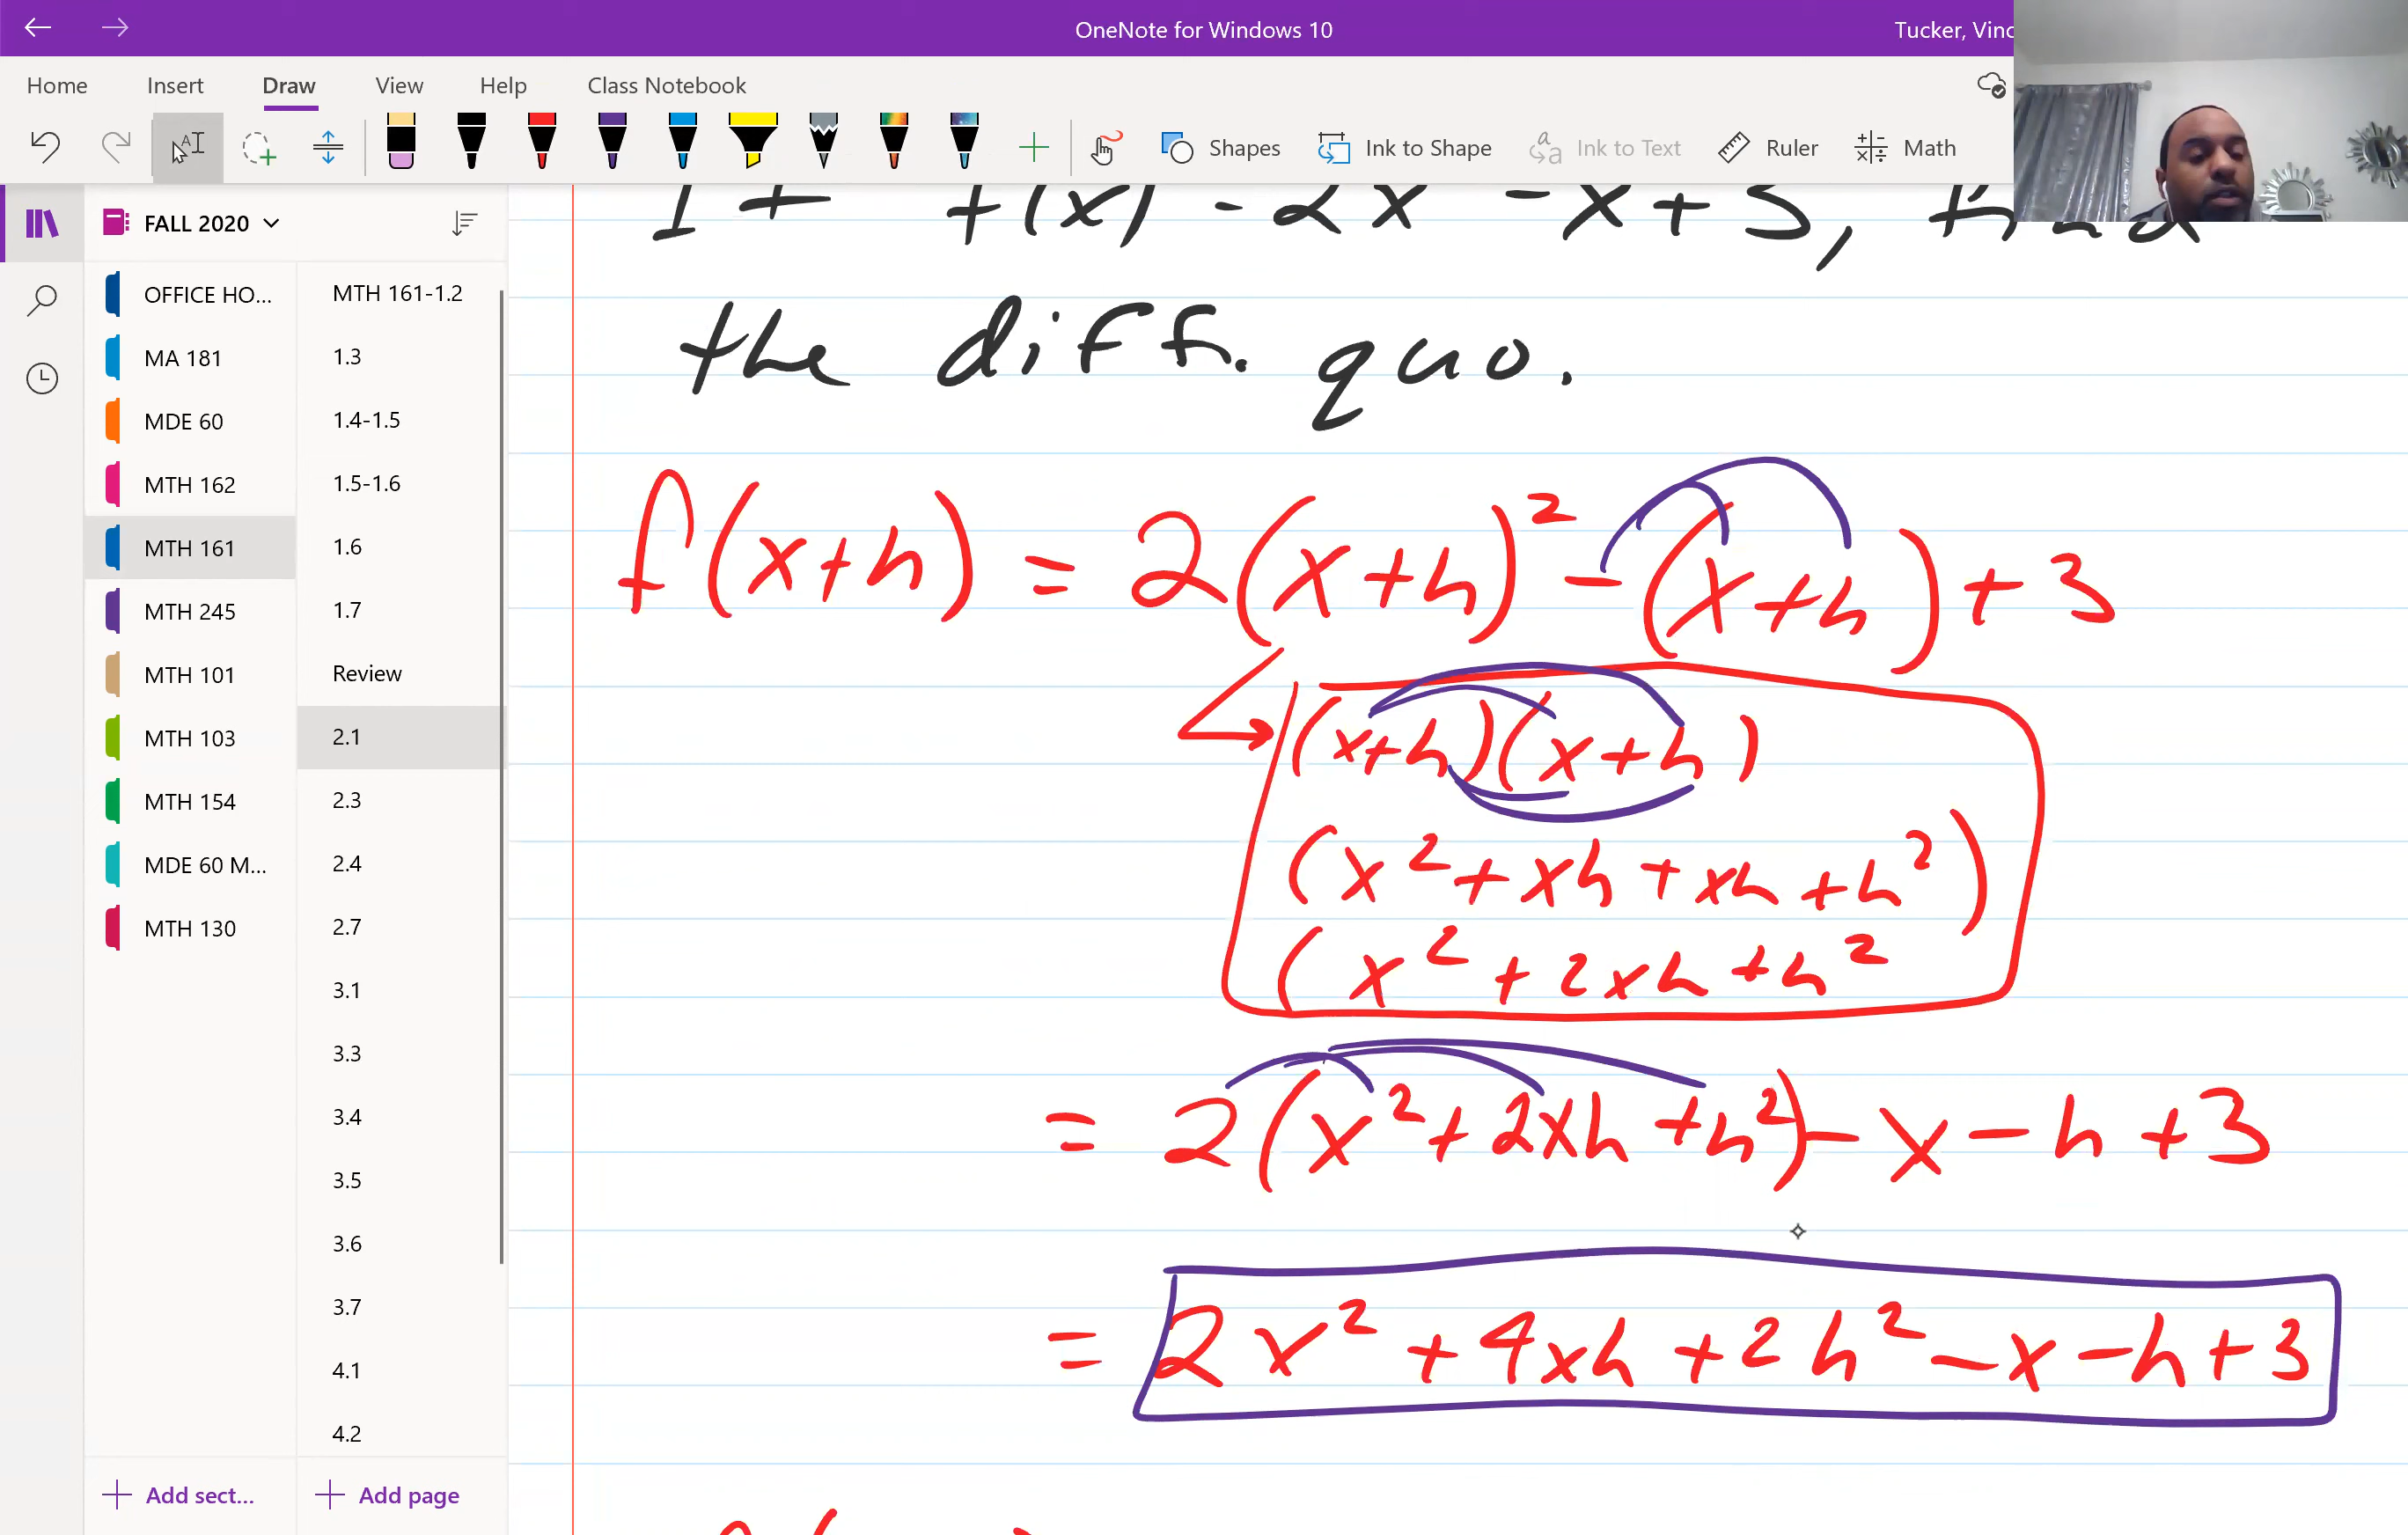 OneNote for Windows 10
Tucker, Vinc
Home Insert Draw View Help Class Notebook
Shapes Ink to Shape Ink to Text Ruler Math
FALL 2020
OFFICE HO...
MA 181
MDE 60
MTH 162
MTH 161
MTH 245
MTH 101
MTH 103
MTH 154
MDE 60 M...
MTH 130
Add sect...
MTH 161-1.2
1.3
1.4-1.5
1.5-1.6
1.6
1.7
Review
2.1
2.3
2.4
2.7
3.1
3.3
3.4
3.5
3.6
3.7
4.1
4.2
Add page
If f(x) = 2x² - x + 3, find
the diff. quo.
f(x+h) = 2(x+h)² - (x+h) + 3
(x+h)(x+h)
(x² + xh + xh + h²)
(x² + 2xh + h²
= 2(x² + 2xh + h²) - x - h + 3
= 2x² + 4xh + 2h² - x - h + 3